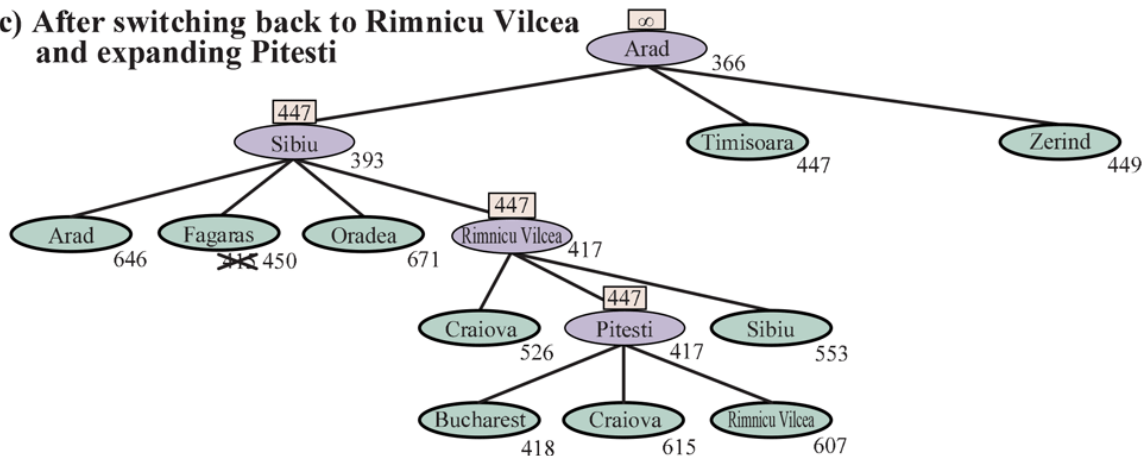 c) After switching back to Rimnicu Vilcea
and expanding Pitesti
∞
Arad
366
447
Sibiu
393
Timisoara
447
Zerind
449
Arad
646
Fagaras
415 450
Oradea
671
447
Rimnicu Vilcea
417
Craiova
526
447
Pitesti
417
Sibiu
553
Bucharest
418
Craiova
615
Rimnicu Vilcea
607